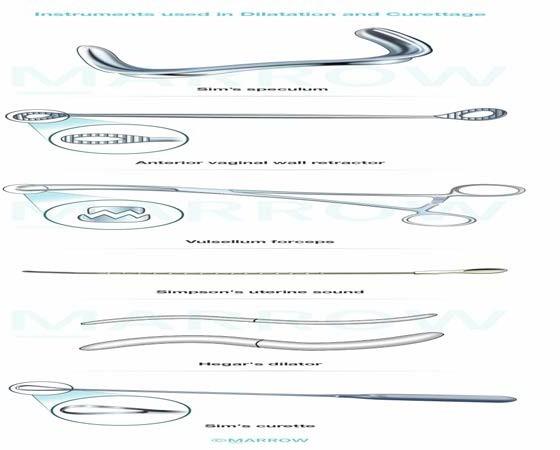 Instruments used in Dilatation and Curettage
MARROW
Sim's speculum
Anterior vaginal wall retractor
MARROW
Vulsellum forceps
Simpson's uterine sound
MARROW
Hegar's dilator
Sim's curette
©MARROW